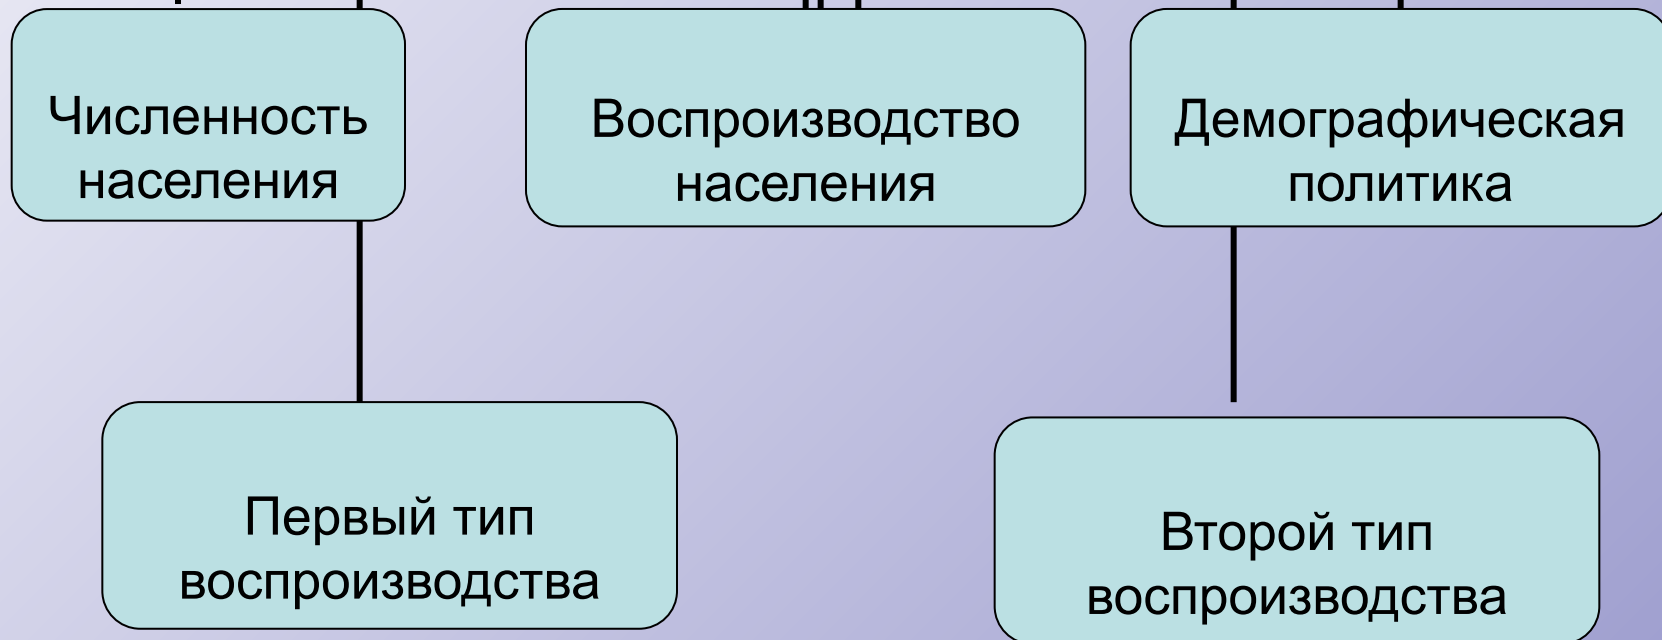 Численность
населения
Воспроизводство
населения
Демографическая
политика
Первый тип
воспроизводства
Второй тип
воспроизводства